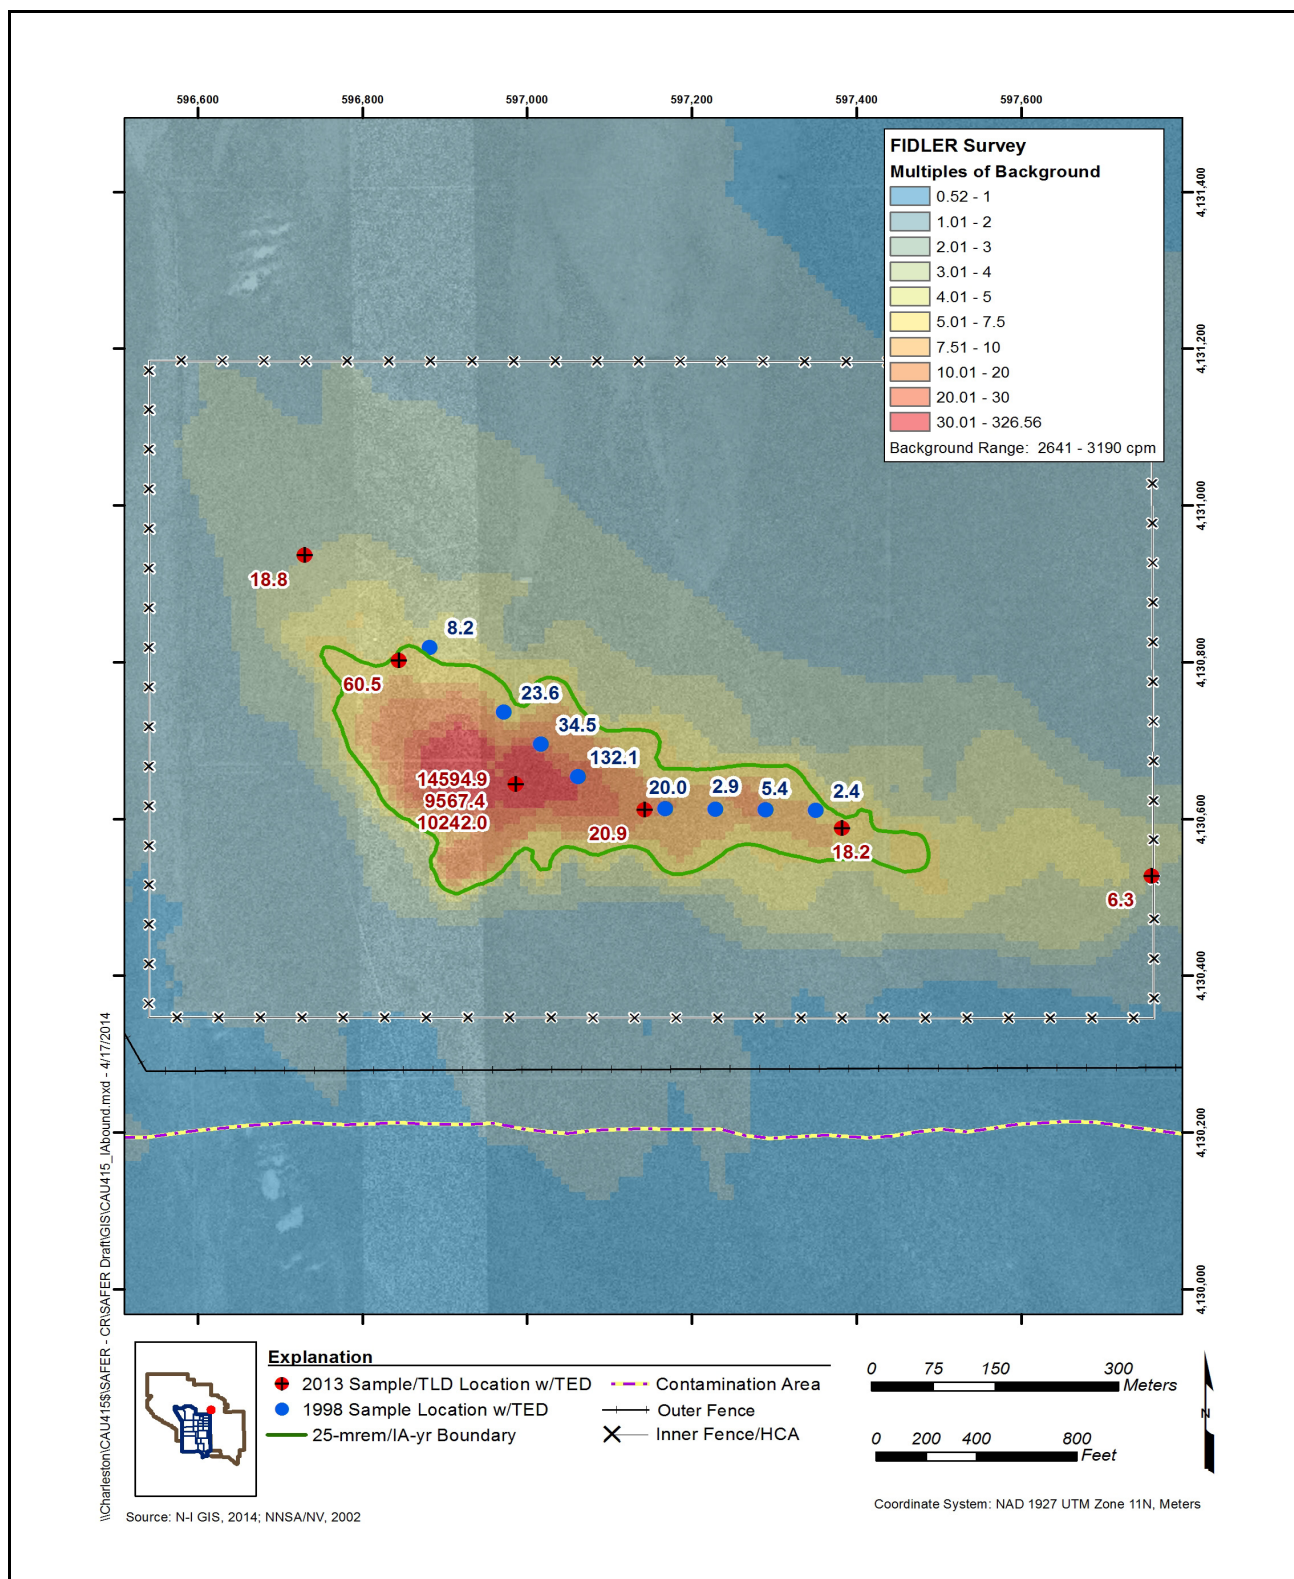 596,600 596,800 597,000 597,200 597,400 597,600
FIDLER Survey
Multiples of Background
0.52 - 1
1.01 - 2
2.01 - 3
3.01 - 4
4.01 - 5
5.01 - 7.5
7.51 - 10
10.01 - 20
20.01 - 30
30.01 - 326.56
Background Range: 2641 - 3190 cpm
4,131,400
4,131,200
4,131,000
4,130,800
4,130,600
4,130,400
4,130,200
4,130,000
18.8
8.2
60.5
23.6
34.5
132.1
14594.9
9567.4
10242.0
20.0
2.9
5.4
2.4
20.9
18.2
6.3
\\Charleston\CAU415$\SAFER - CR\SAFER Draft\GIS\CAU415_IAbound.mxd - 4/17/2014
Explanation
2013 Sample/TLD Location w/TED
1998 Sample Location w/TED
25-mrem/IA-yr Boundary
Contamination Area
Outer Fence
Inner Fence/HCA
0 75 150 300
Meters
0 200 400 800
Feet
N
Source: N-I GIS, 2014; NNSA/NV, 2002
Coordinate System: NAD 1927 UTM Zone 11N, Meters